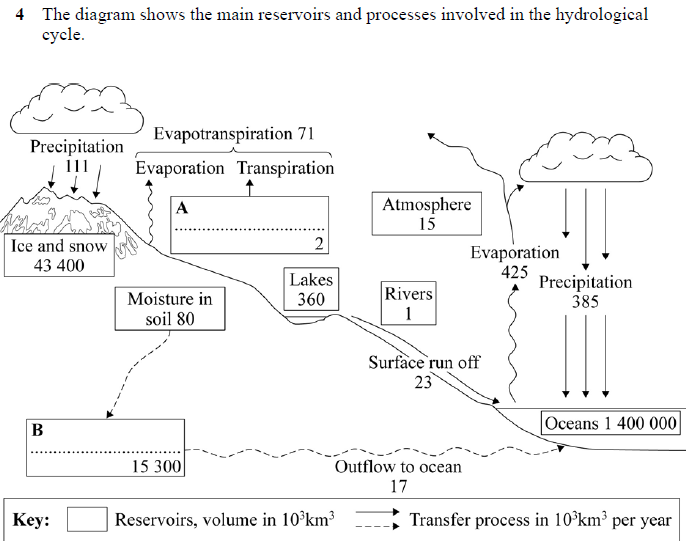 4 The diagram shows the main reservoirs and processes involved in the hydrological
cycle.
Precipitation
111
Evapotranspiration 71
Evaporation Transpiration
A
2
Ice and snow
43 400
Atmosphere
15
Evaporation
425
Precipitation
385
Moisture in
soil 80
Lakes
360
Rivers
1
Surface run off
23
Oceans 1 400 000
B
15 300
Outflow to ocean
17
Key: Reservoirs, volume in 10³km³ Transfer process in 10³km³ per year